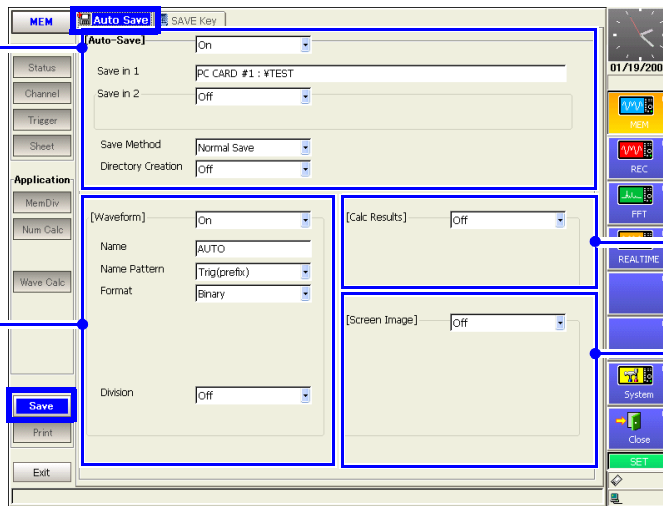 MEM
Auto Save
SAVE Key
[Auto-Save]
On
Save in 1
PC CARD #1 : ¥TEST
Save in 2
Off
Save Method
Normal Save
Directory Creation
Off
[Waveform]
On
Name
AUTO
Name Pattern
Trig(prefix)
Format
Binary
Division
Off
[Calc Results]
Off
[Screen Image]
Off
Status
Channel
Trigger
Sheet
Application
MemDiv
Num Calc
Wave Calc
Save
Print
Exit
01/19/200
MEM
REC
FFT
REALTIME
System
Close
SET